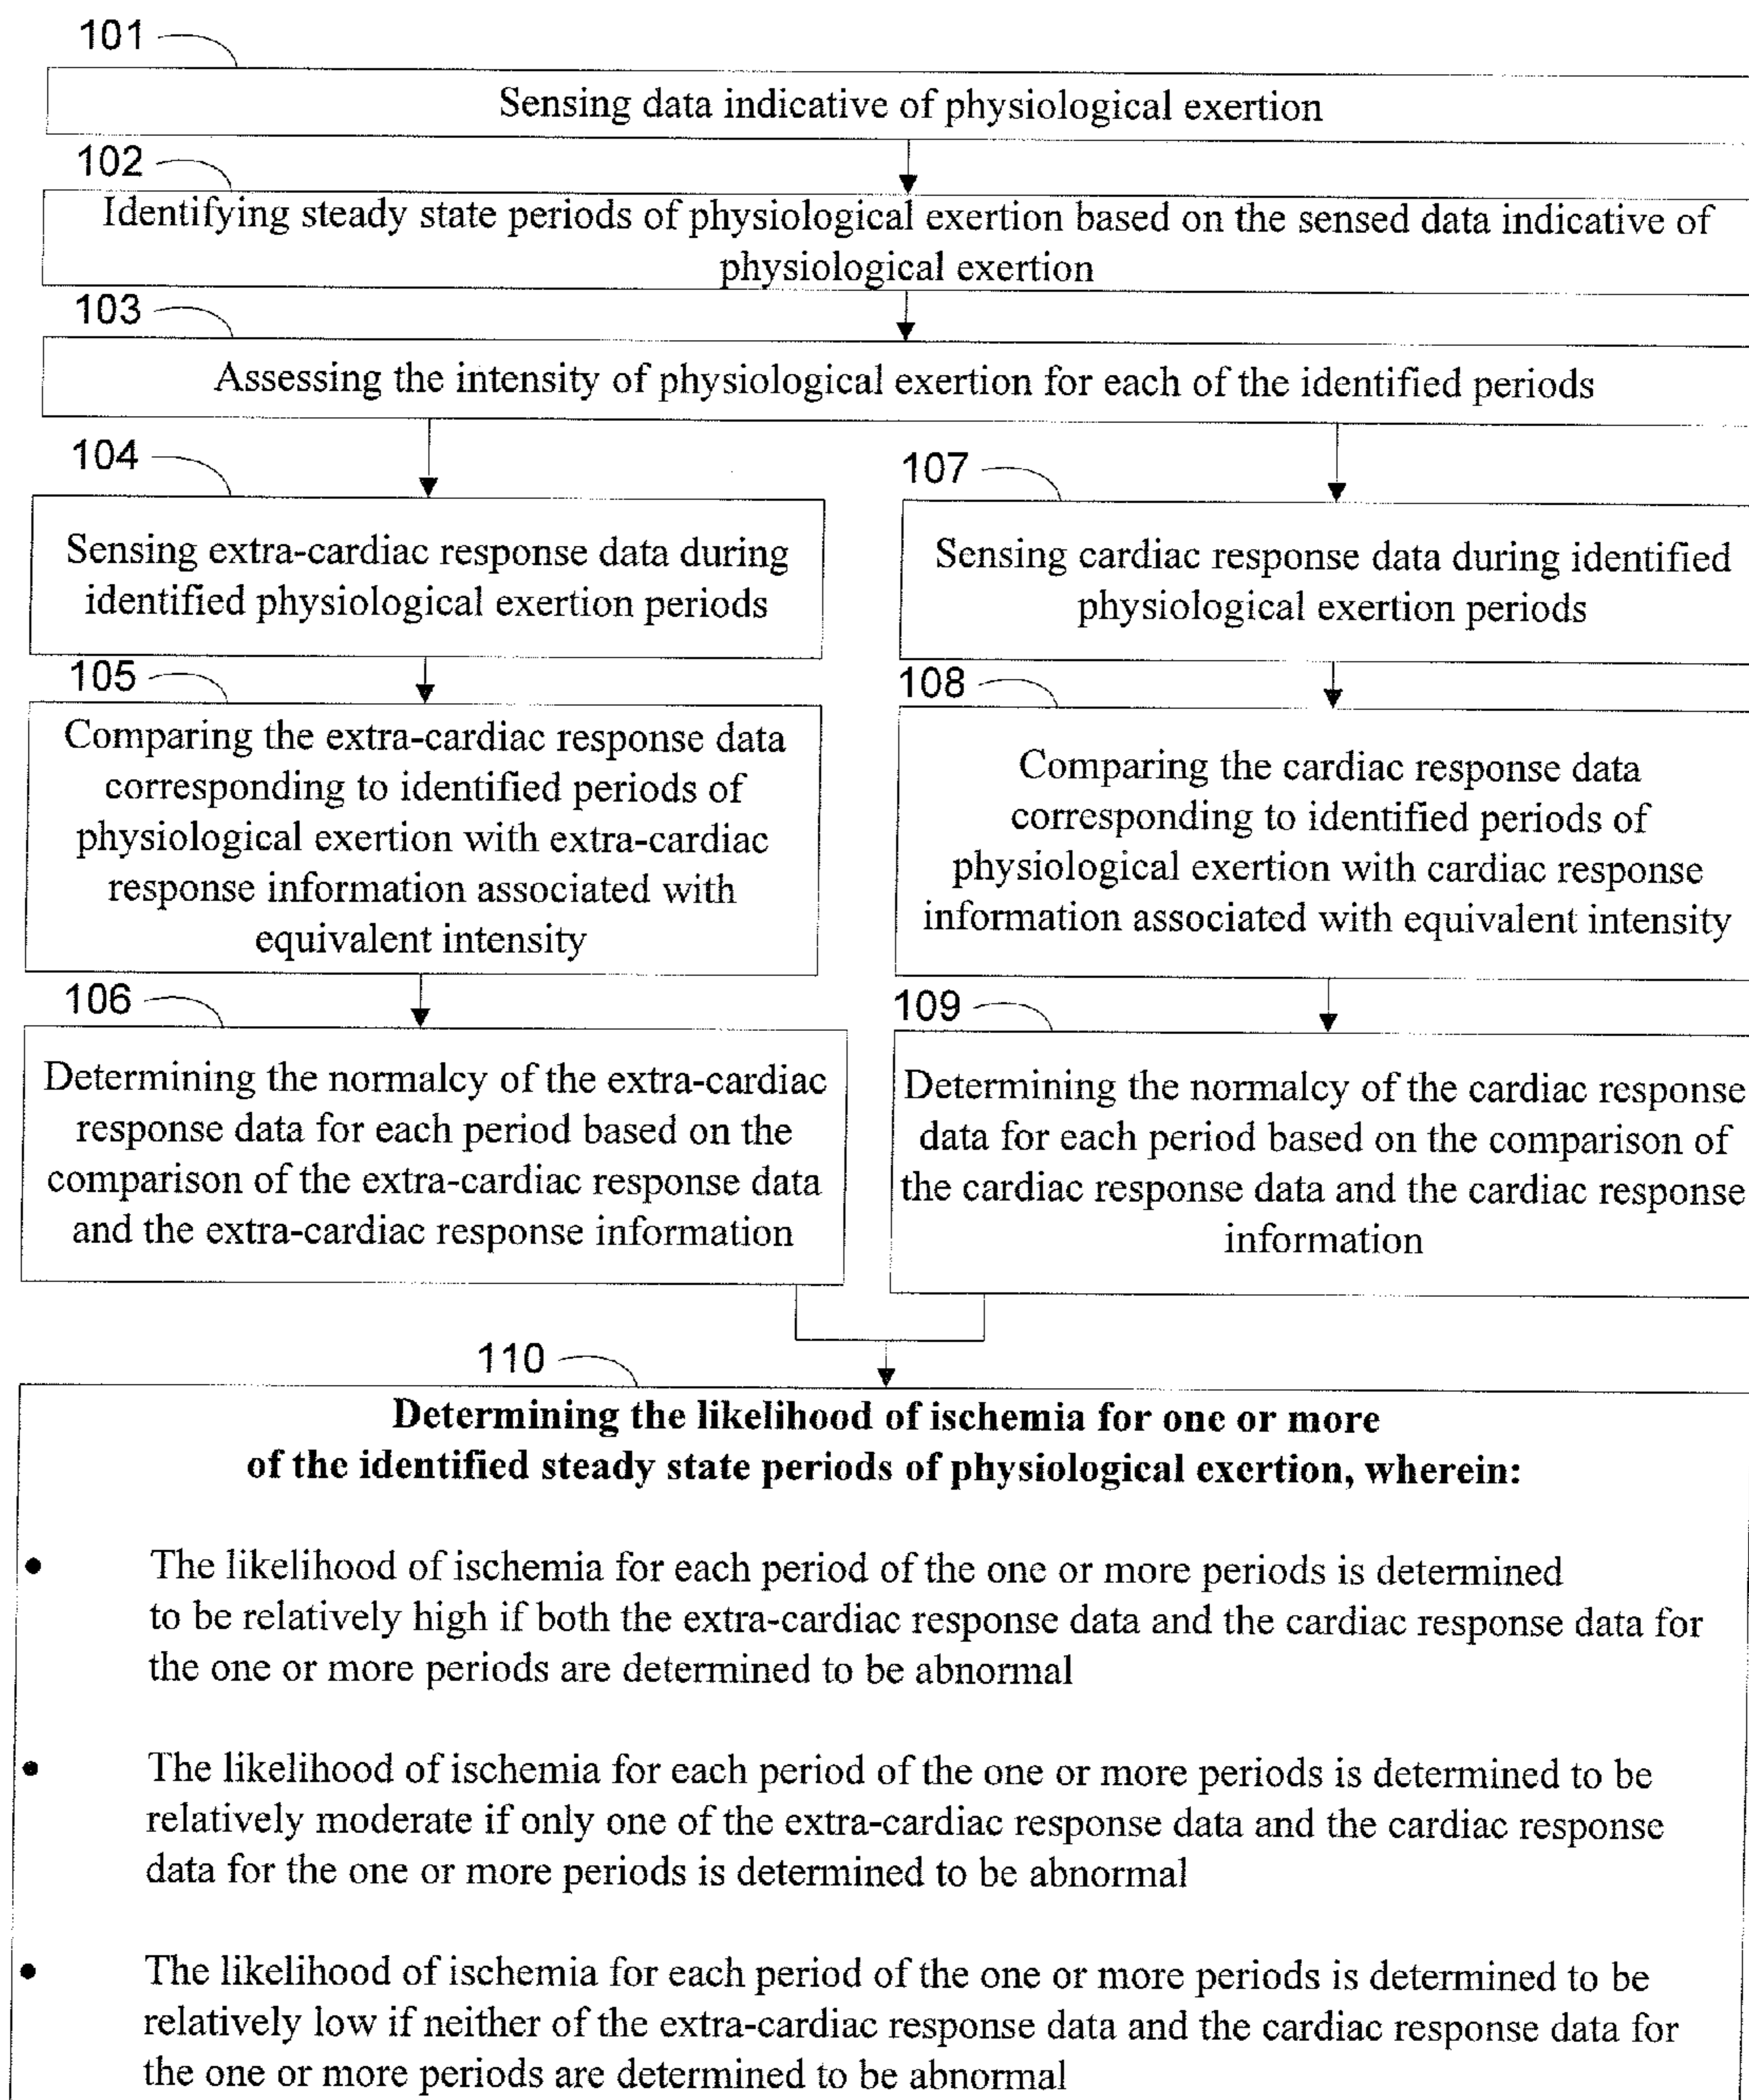 101
Sensing data indicative of physiological exertion
102
Identifying steady state periods of physiological exertion based on the sensed data indicative of
physiological exertion
103
Assessing the intensity of physiological exertion for each of the identified periods
104
Sensing extra-cardiac response data during
identified physiological exertion periods
105
Comparing the extra-cardiac response data
corresponding to identified periods of
physiological exertion with extra-cardiac
response information associated with
equivalent intensity
106
Determining the normalcy of the extra-cardiac
response data for each period based on the
comparison of the extra-cardiac response data
and the extra-cardiac response information
107
Sensing cardiac response data during identified
physiological exertion periods
108
Comparing the cardiac response data
corresponding to identified periods of
physiological exertion with cardiac response
information associated with equivalent intensity
109
Determining the normalcy of the cardiac response
data for each period based on the comparison of
the cardiac response data and the cardiac response
information
110
Determining the likelihood of ischemia for one or more
of the identified steady state periods of physiological exertion, wherein:
• The likelihood of ischemia for each period of the one or more periods is determined
to be relatively high if both the extra-cardiac response data and the cardiac response data for
the one or more periods are determined to be abnormal
• The likelihood of ischemia for each period of the one or more periods is determined to be
relatively moderate if only one of the extra-cardiac response data and the cardiac response
data for the one or more periods is determined to be abnormal
• The likelihood of ischemia for each period of the one or more periods is determined to be
relatively low if neither of the extra-cardiac response data and the cardiac response data for
the one or more periods are determined to be abnormal